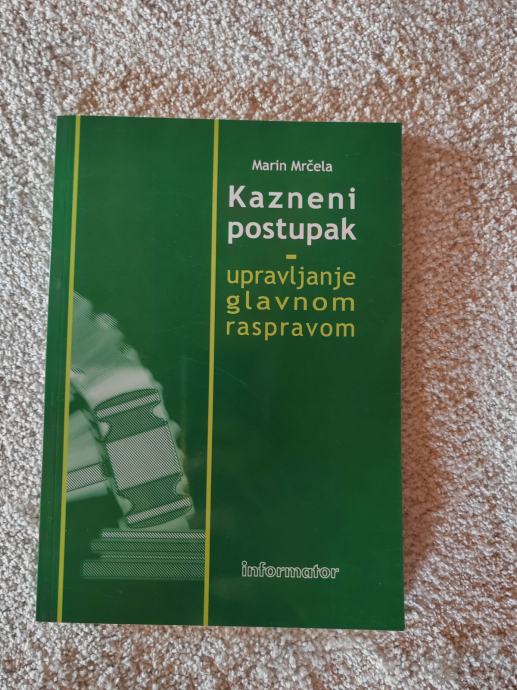 Marin Mrčela
Kazneni
postupak
-
upravljanje
glavnom
raspravom
informator